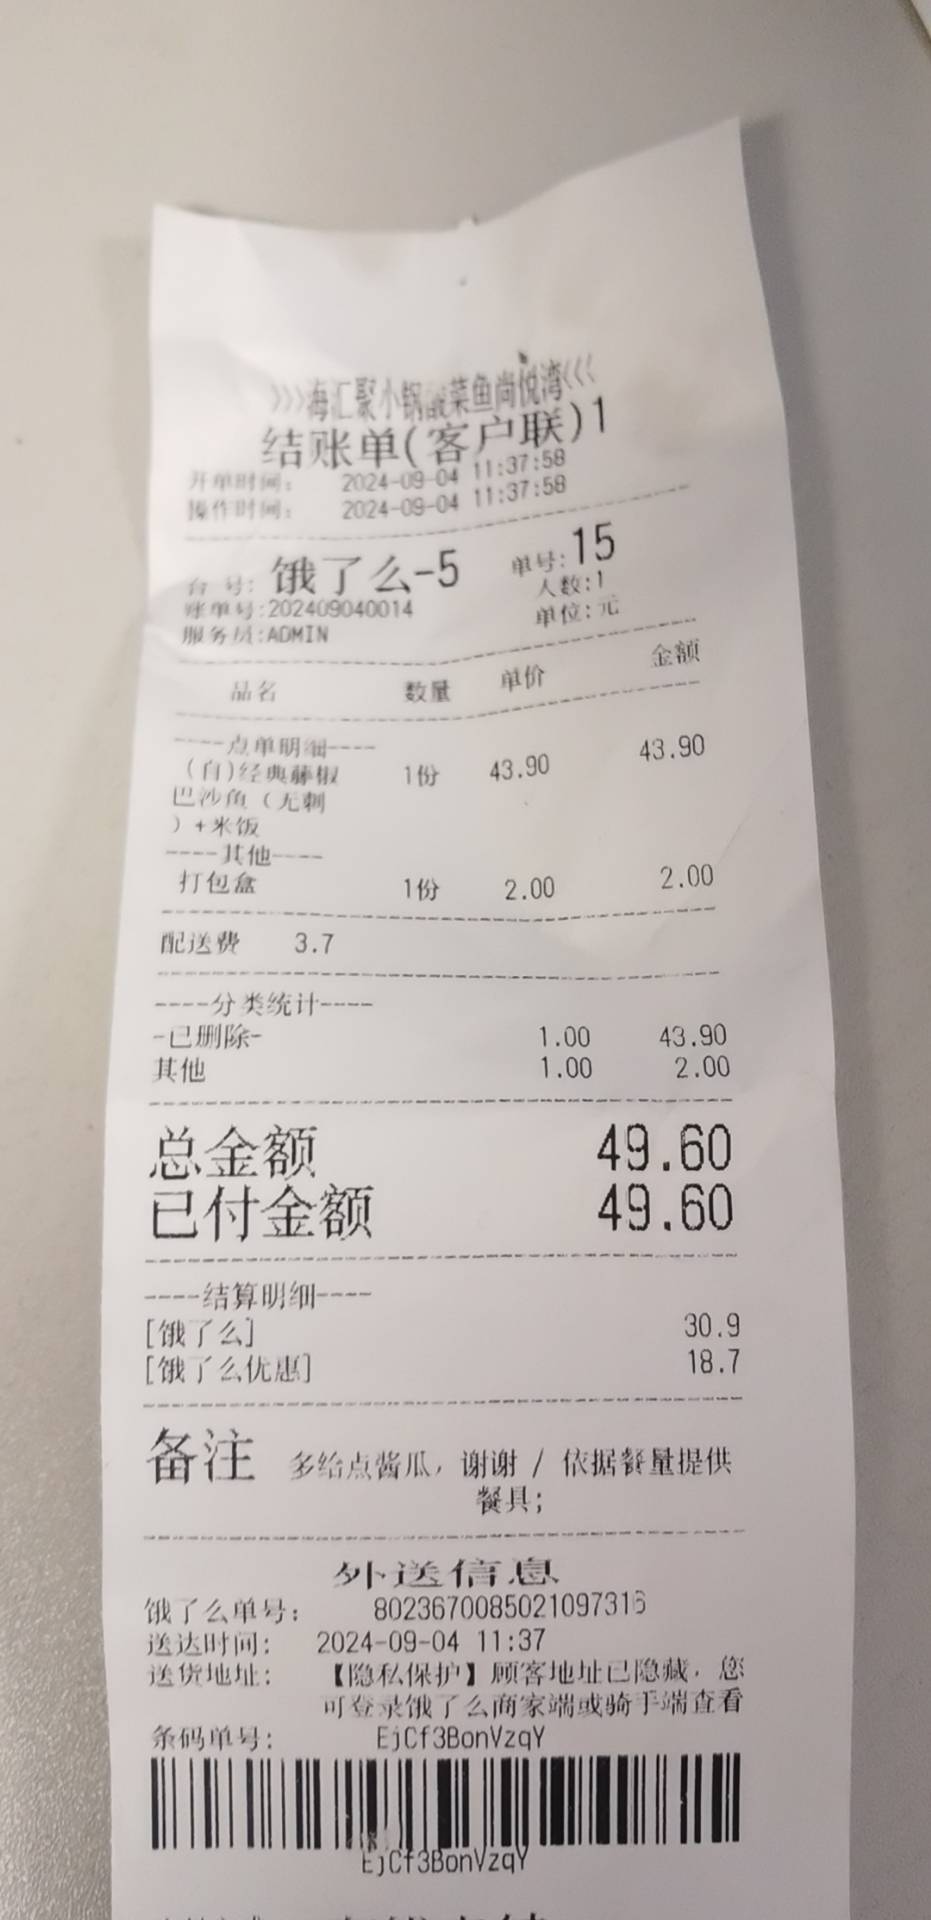 >>>海汇聚小锅酸菜鱼尚悦湾<<<
结账单(客户联)1
开单时间: 2024-09-04 11:37:58
操作时间: 2024-09-04 11:37:58
台 号: 饿了么-5 单号:15
人数:1
账单号:202409040014
单位:元
服务员:ADMIN
品名 数量 单价 金额
----点单明细----
(自)经典藤椒 1份 43.90 43.90
巴沙鱼(无刺
)+米饭
----其他----
打包盒 1份 2.00 2.00
配送费 3.7
----分类统计----
-已删除- 1.00 43.90
其他 1.00 2.00
总金额 49.60
已付金额 49.60
----结算明细----
[饿了么] 30.9
[饿了么优惠] 18.7
备注 多给点酱瓜，谢谢 / 依据餐量提供
餐具;
外送信息
饿了么单号: 8023670085021097316
送达时间: 2024-09-04 11:37
送货地址: 【隐私保护】顾客地址已隐藏，您
可登录饿了么商家端或骑手端查看
条码单号: EjCf3BonVzqY
EjCf3BonVzqY